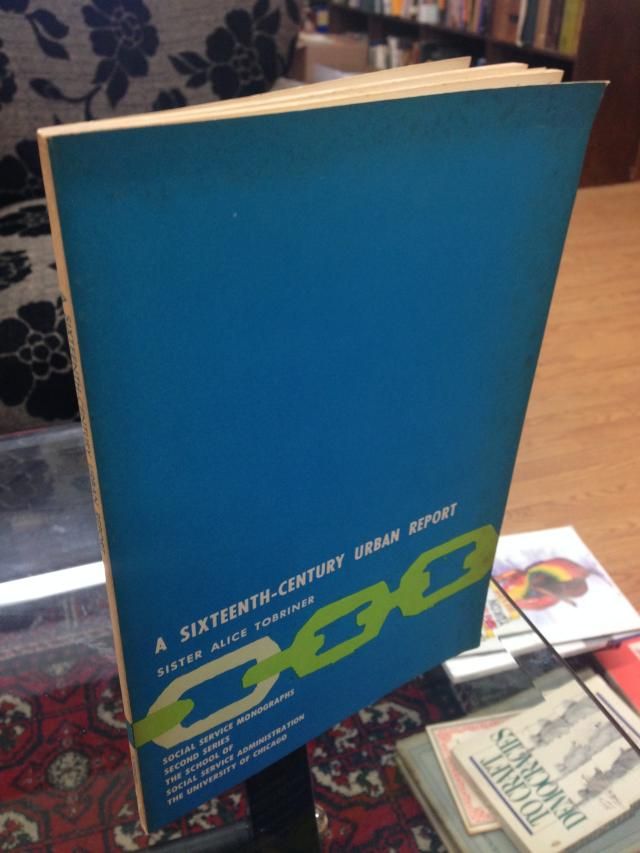 A SIXTEENTH-CENTURY URBAN REPORT
SISTER ALICE TOBRINER
SOCIAL SERVICE MONOGRAPHS
SECOND SERIES
THE SCHOOL OF
SOCIAL SERVICE ADMINISTRATION
THE UNIVERSITY OF CHICAGO
TO CRAFT
DEMOCRACIES